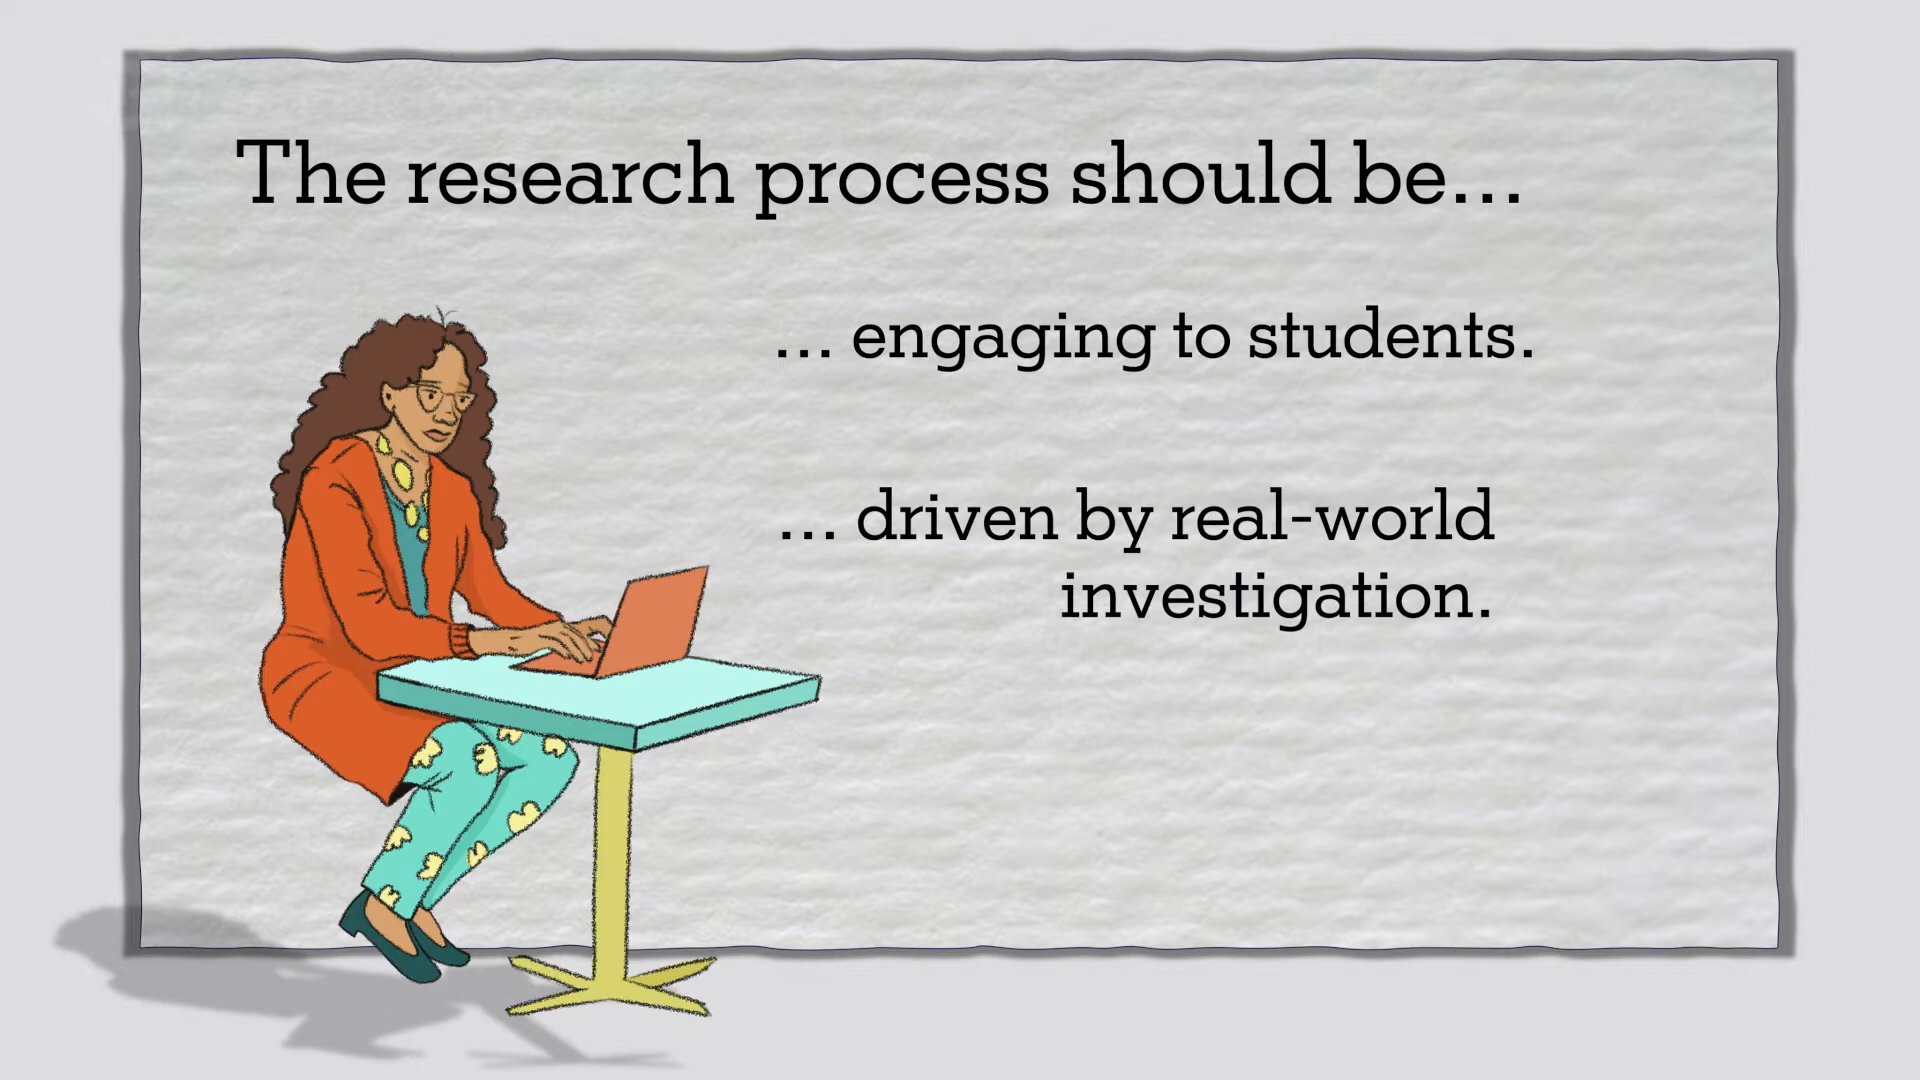 The research process should be...
... engaging to students.
... driven by real-world
investigation.